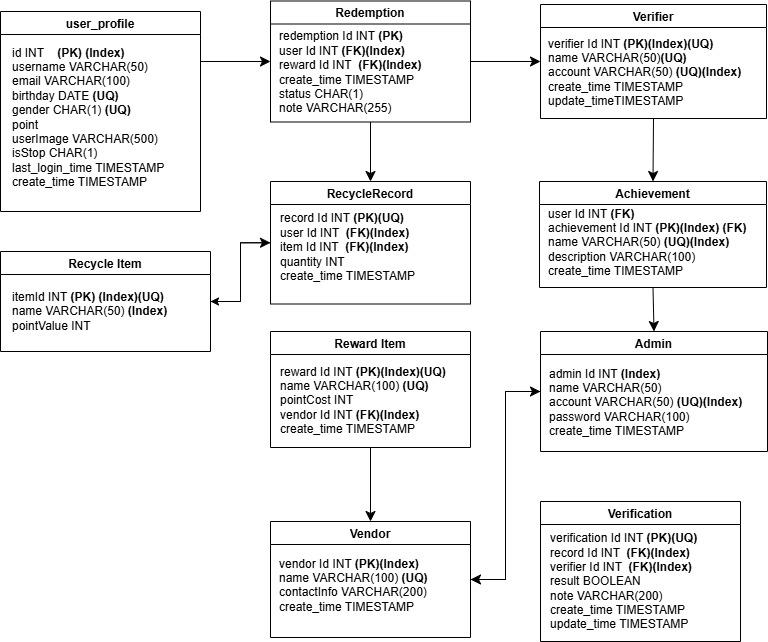 user_profile
id INT (PK) (Index)
username VARCHAR(50)
email VARCHAR(100)
birthday DATE (UQ)
gender CHAR(1) (UQ)
point
userImage VARCHAR(500)
isStop CHAR(1)
last_login_time TIMESTAMP
create_time TIMESTAMP
Redemption
redemption Id INT (PK)
user Id INT (FK)(Index)
reward Id INT (FK)(Index)
create_time TIMESTAMP
status CHAR(1)
note VARCHAR(255)
Verifier
verifier Id INT (PK)(Index)(UQ)
name VARCHAR(50)(UQ)
account VARCHAR(50) (UQ)(Index)
create_time TIMESTAMP
update_timeTIMESTAMP
RecycleRecord
record Id INT (PK)(UQ)
user Id INT (FK)(Index)
item Id INT (FK)(Index)
quantity INT
create_time TIMESTAMP
Achievement
user Id INT (FK)
achievement Id INT (PK)(Index) (FK)
name VARCHAR(50) (UQ)(Index)
description VARCHAR(100)
create_time TIMESTAMP
Recycle Item
itemId INT (PK) (Index)(UQ)
name VARCHAR(50) (Index)
pointValue INT
Reward Item
reward Id INT (PK)(Index)(UQ)
name VARCHAR(100) (UQ)
pointCost INT
vendor Id INT (FK)(Index)
create_time TIMESTAMP
Admin
admin Id INT (Index)
name VARCHAR(50)
account VARCHAR(50) (UQ)(Index)
password VARCHAR(100)
create_time TIMESTAMP
Vendor
vendor Id INT (PK)(Index)
name VARCHAR(100) (UQ)
contactInfo VARCHAR(200)
create_time TIMESTAMP
Verification
verification Id INT (PK)(UQ)
record Id INT (FK)(Index)
verifier Id INT (FK)(Index)
result BOOLEAN
note VARCHAR(200)
create_time TIMESTAMP
update_time TIMESTAMP